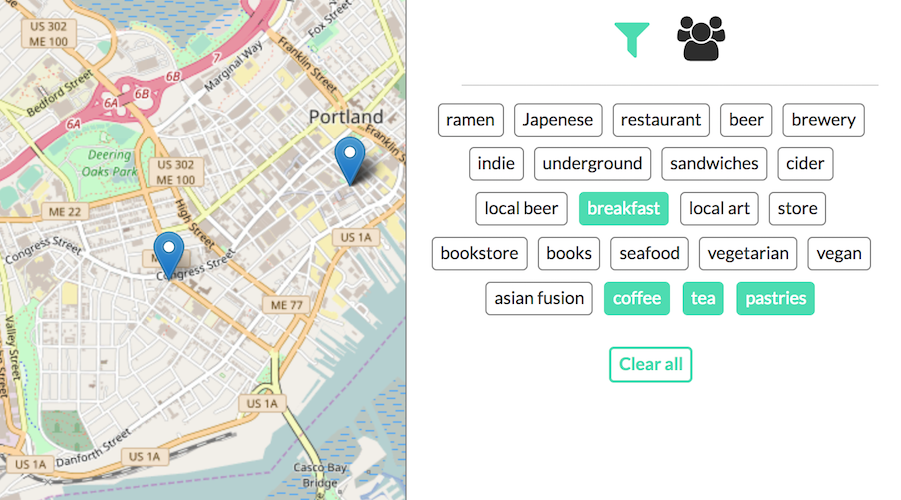 US 302
ME 100
Fox Street
7
Marginal Way
Franklin Street
6B
6B
6A
Bedford Street
6A
Portland
Franklin S
Deering
Oaks Park
US 302
ME 100
ME 22
High Street
US 1A
Congress Street
M
Congress Street
ME 77
Valley Street
US 1A
Danforth Street
US 1A
US 1A
Casco Bay
Bridge
ramen Japenese restaurant beer brewery
indie underground sandwiches cider
local beer breakfast local art store
bookstore books seafood vegetarian vegan
asian fusion coffee tea pastries
Clear all